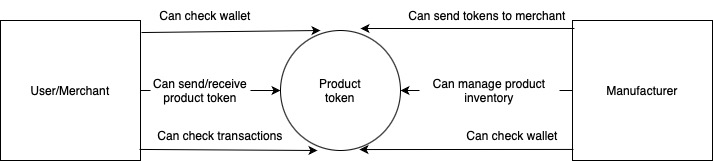 Can check wallet
Can send tokens to merchant
User/Merchant
Can send/receive
product token
Product
token
Can manage product
inventory
Manufacturer
Can check transactions
Can check wallet